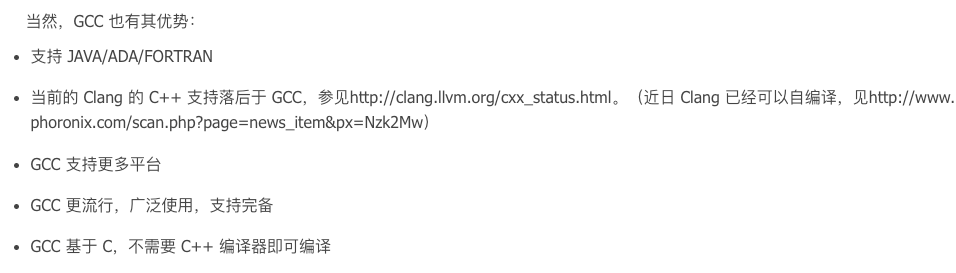 当然，GCC 也有其优势：
• 支持 JAVA/ADA/FORTRAN
• 当前的 Clang 的 C++ 支持落后于 GCC，参见http://clang.llvm.org/cxx_status.html。（近日 Clang 已经可以自编译，见http://www.
phoronix.com/scan.php?page=news_item&px=Nzk2Mw）
• GCC 支持更多平台
• GCC 更流行，广泛使用，支持完备
• GCC 基于 C，不需要 C++ 编译器即可编译